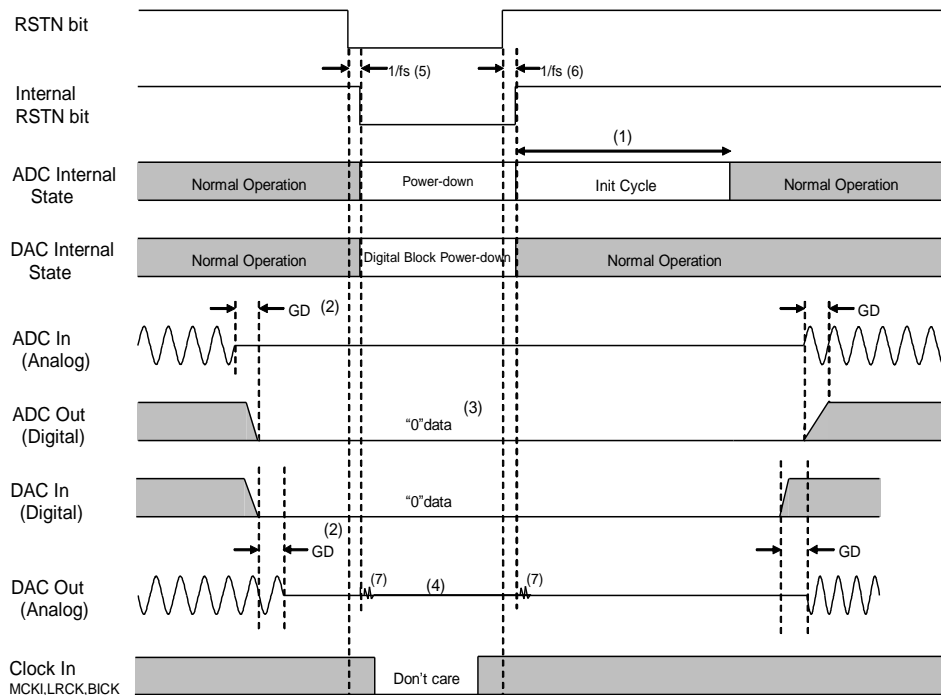 RSTN bit
1/fs (5)
1/fs (6)
Internal
RSTN bit
(1)
ADC Internal
State
Normal Operation
Power-down
Init Cycle
Normal Operation
DAC Internal
State
Normal Operation
Digital Block Power-down
Normal Operation
GD
(2)
GD
ADC In
(Analog)
ADC Out
(Digital)
(3)
“0”data
DAC In
(Digital)
“0”data
(2)
GD
GD
DAC Out
(Analog)
(7)
(4)
(7)
Clock In
MCKI,LRCK,BICK
Don’t care